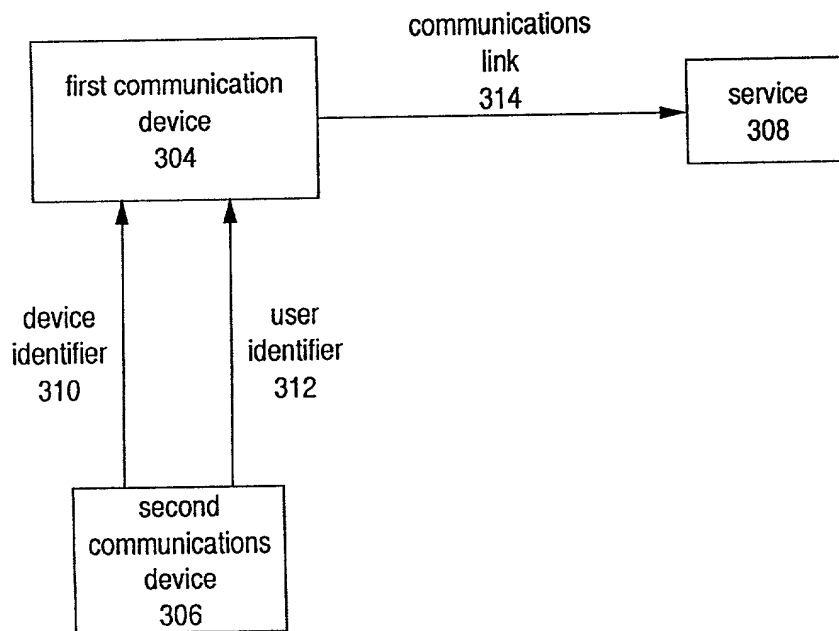 communications
link
314
first communication
device
304
service
308
device
identifier
310
user
identifier
312
second
communications
device
306